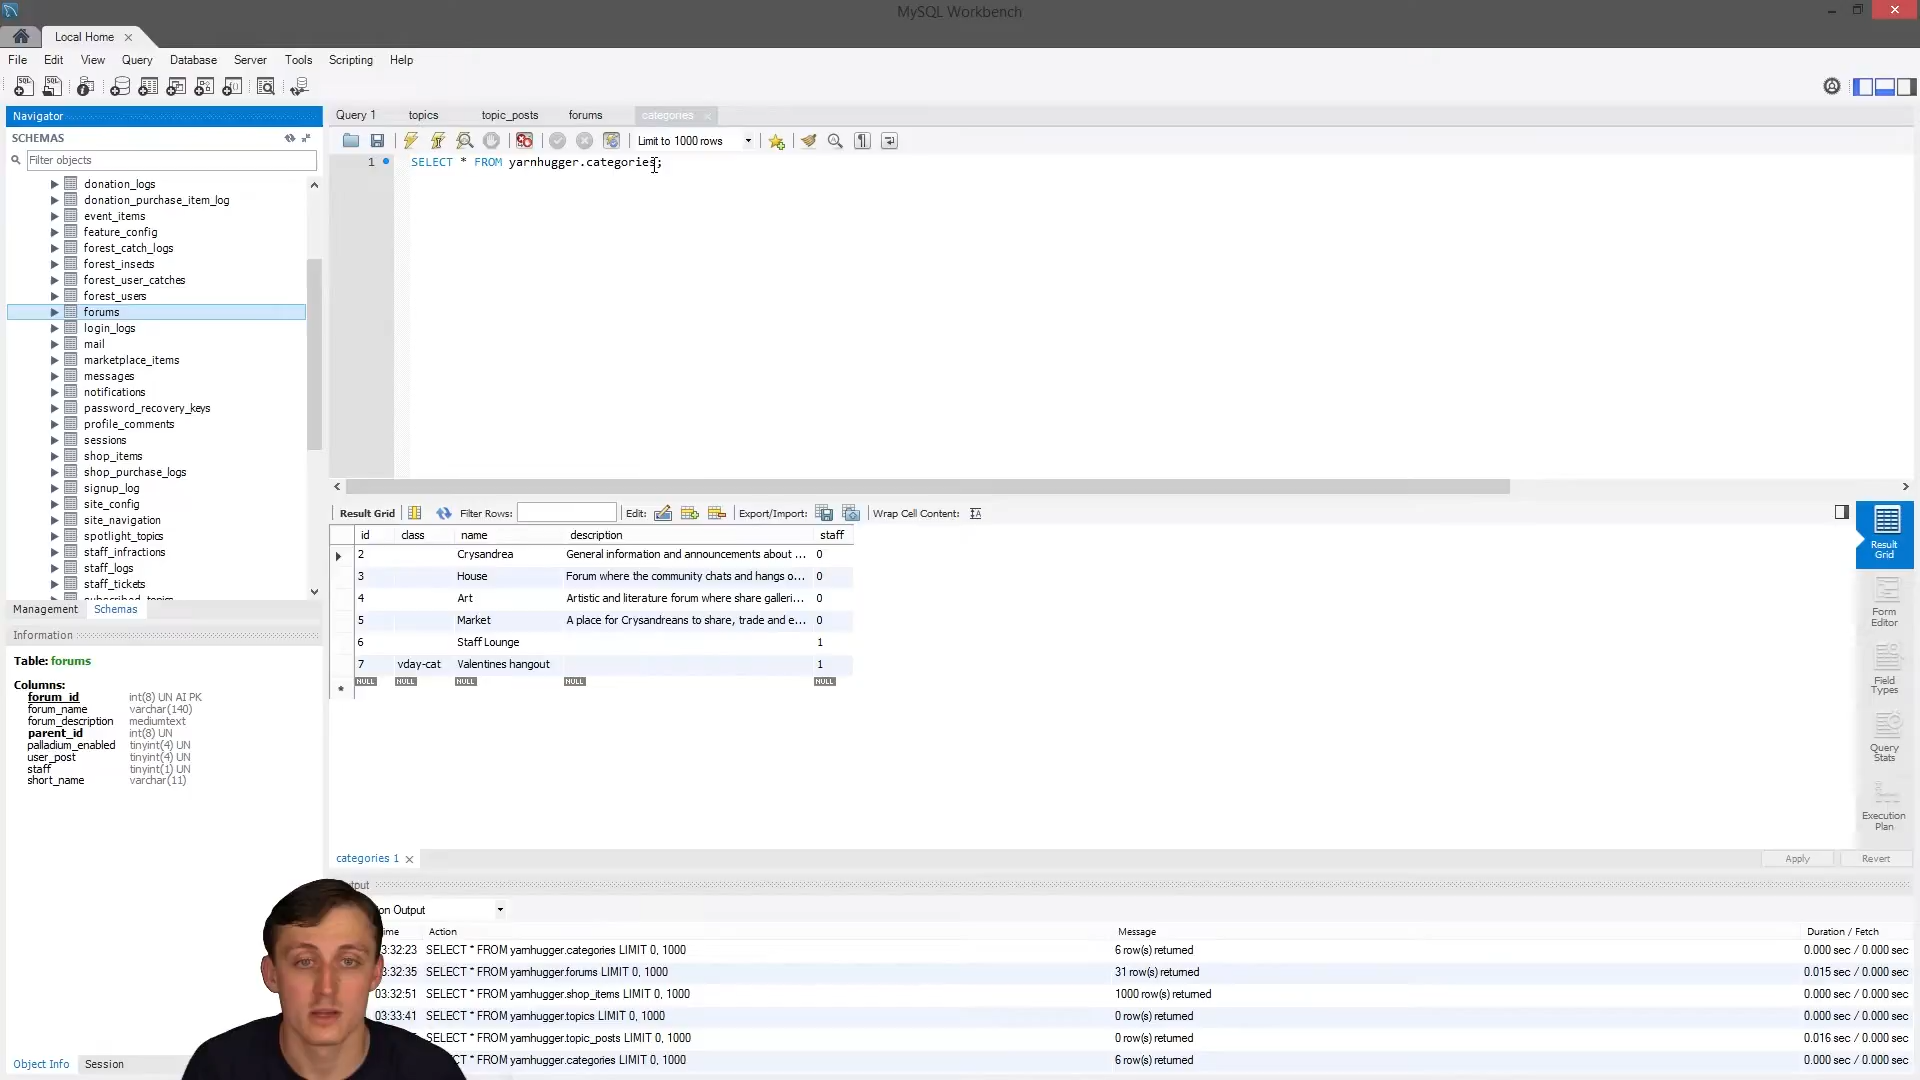 MySQL Workbench
Local Home
File Edit View Query Database Server Tools Scripting Help
Navigator
SCHEMAS
Filter objects
donation_logs
donation_purchase_item_log
event_items
feature_config
forest_catch_logs
forest_insects
forest_user_catches
forest_users
forums
login_logs
mail
marketplace_items
messages
notifications
password_recovery_keys
profile_comments
sessions
shop_items
shop_purchase_logs
signup_log
site_config
site_navigation
spotlight_topics
staff_infractions
staff_logs
staff_tickets
Management Schemas
Information
Table: forums
Columns:
forum_id int(8) UN AI PK
forum_name varchar(140)
forum_description mediumtext
parent_id int(8) UN
palladium_enabled tinyint(4) UN
user_post tinyint(4) UN
staff tinyint(1) UN
short_name varchar(11)
Object Info Session
Query 1 topics topic_posts forums categories
Limit to 1000 rows
1 SELECT * FROM yarnhugger.categories;
Result Grid Filter Rows: Edit: Export/Import: Wrap Cell Content:
id class name description staff
2 Crysandrea General information and announcements about ... 0
3 House Forum where the community chats and hangs o... 0
4 Art Artistic and literature forum where share galleri... 0
5 Market A place for Crysandreans to share, trade and e... 0
6 Staff Lounge 1
7 vday-cat Valentines hangout 1
NULL NULL NULL NULL NULL
Result
Grid
Form
Editor
Field
Types
Query
Stats
Execution
Plan
categories 1
Apply Revert
Output
Action Message Duration / Fetch
03:32:23 SELECT * FROM yarnhugger.categories LIMIT 0, 1000 6 row(s) returned 0.000 sec / 0.000 sec
03:32:35 SELECT * FROM yarnhugger.forums LIMIT 0, 1000 31 row(s) returned 0.015 sec / 0.000 sec
03:32:51 SELECT * FROM yarnhugger.shop_items LIMIT 0, 1000 1000 row(s) returned 0.000 sec / 0.000 sec
03:33:41 SELECT * FROM yarnhugger.topics LIMIT 0, 1000 0 row(s) returned 0.000 sec / 0.000 sec
SELECT * FROM yarnhugger.topic_posts LIMIT 0, 1000 0 row(s) returned 0.016 sec / 0.000 sec
SELECT * FROM yarnhugger.categories LIMIT 0, 1000 6 row(s) returned 0.000 sec / 0.000 sec